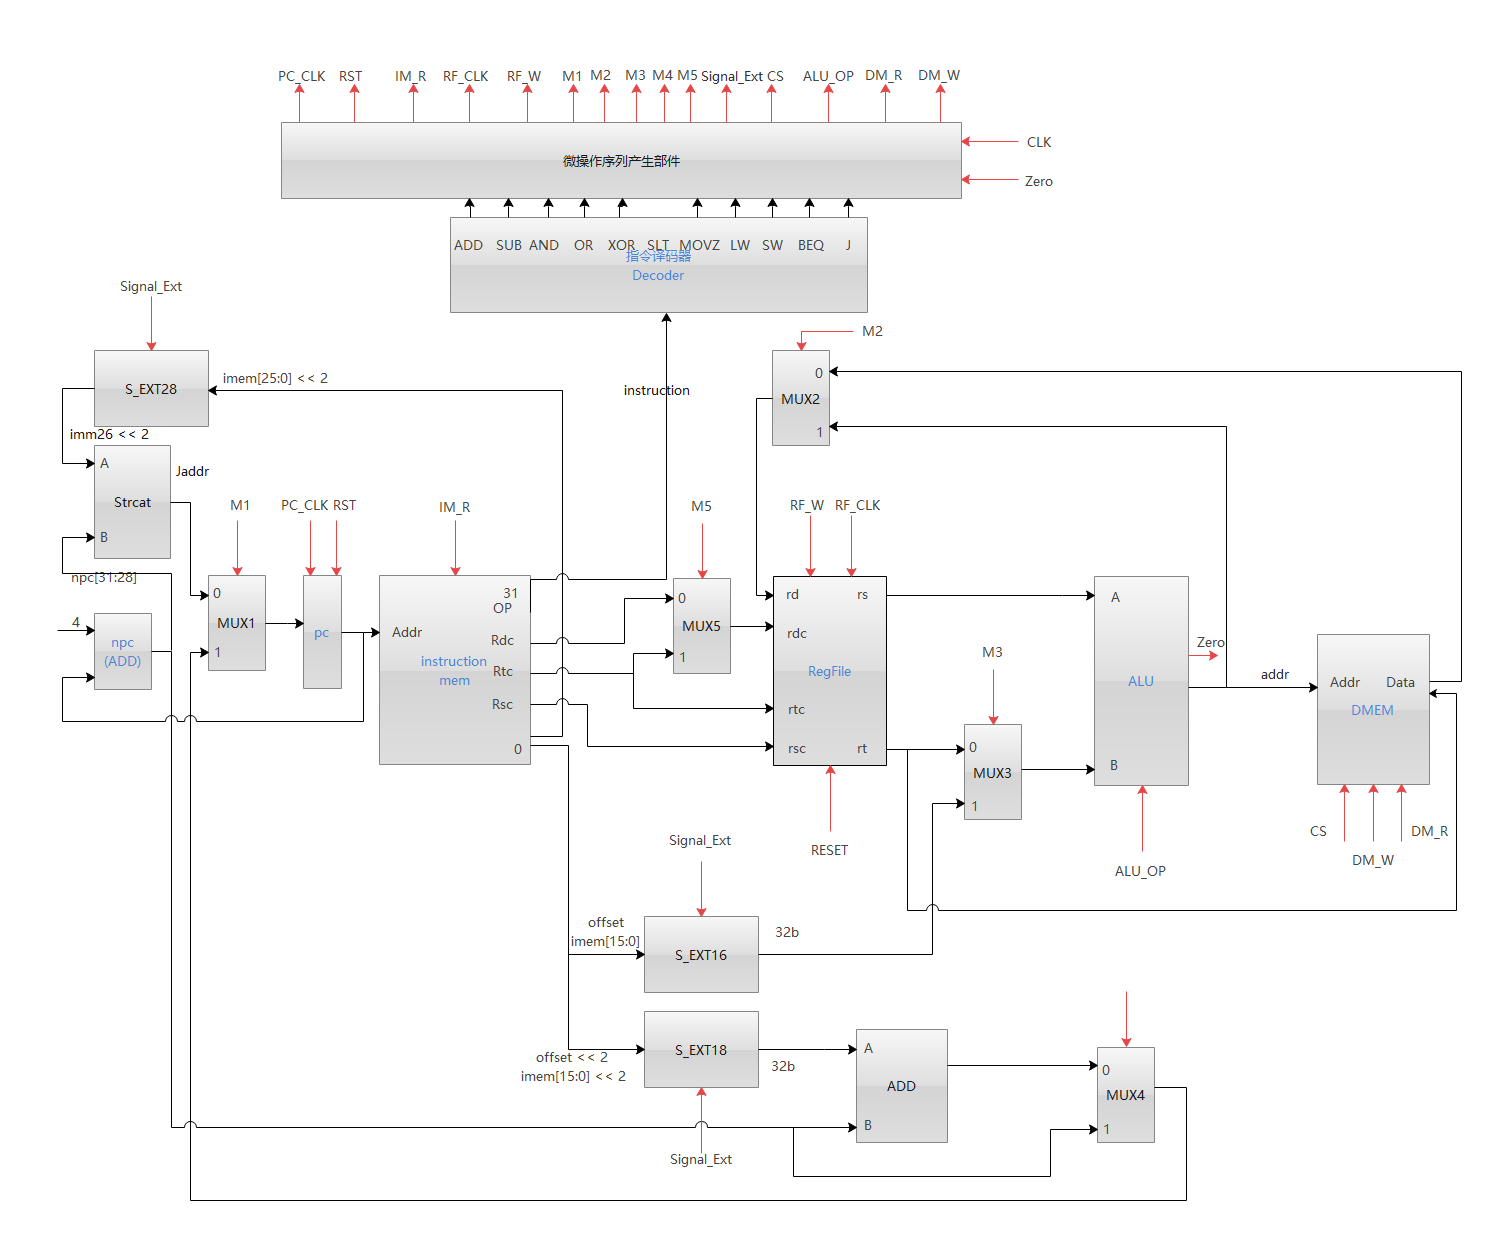 PC_CLK RST IM_R RF_CLK RF_W M1 M2 M3 M4 M5 Signal_Ext CS ALU_OP DM_R DM_W
微操作序列产生部件
CLK
Zero
ADD SUB AND OR XOR SLT MOVZ LW SW BEQ J
指令译码器
Decoder
Signal_Ext
S_EXT28
imem[25:0] << 2
instruction
M2
0
MUX2
1
imm26 << 2
A
Strcat
B
Jaddr
npc[31:28]
4
npc
(ADD)
M1
0
MUX1
1
PC_CLK RST
pc
IM_R
31
OP
Addr
Rdc
instruction
mem
Rtc
Rsc
0
M5
0
MUX5
1
RF_W RF_CLK
rd rs
rdc
RegFile
rtc
rsc rt
RESET
M3
0
MUX3
1
A
ALU
B
Zero
ALU_OP
addr
Addr Data
DMEM
CS
DM_W
DM_R
Signal_Ext
offset
imem[15:0]
S_EXT16
32b
offset << 2
imem[15:0] << 2
S_EXT18
32b
Signal_Ext
A
ADD
B
0
MUX4
1